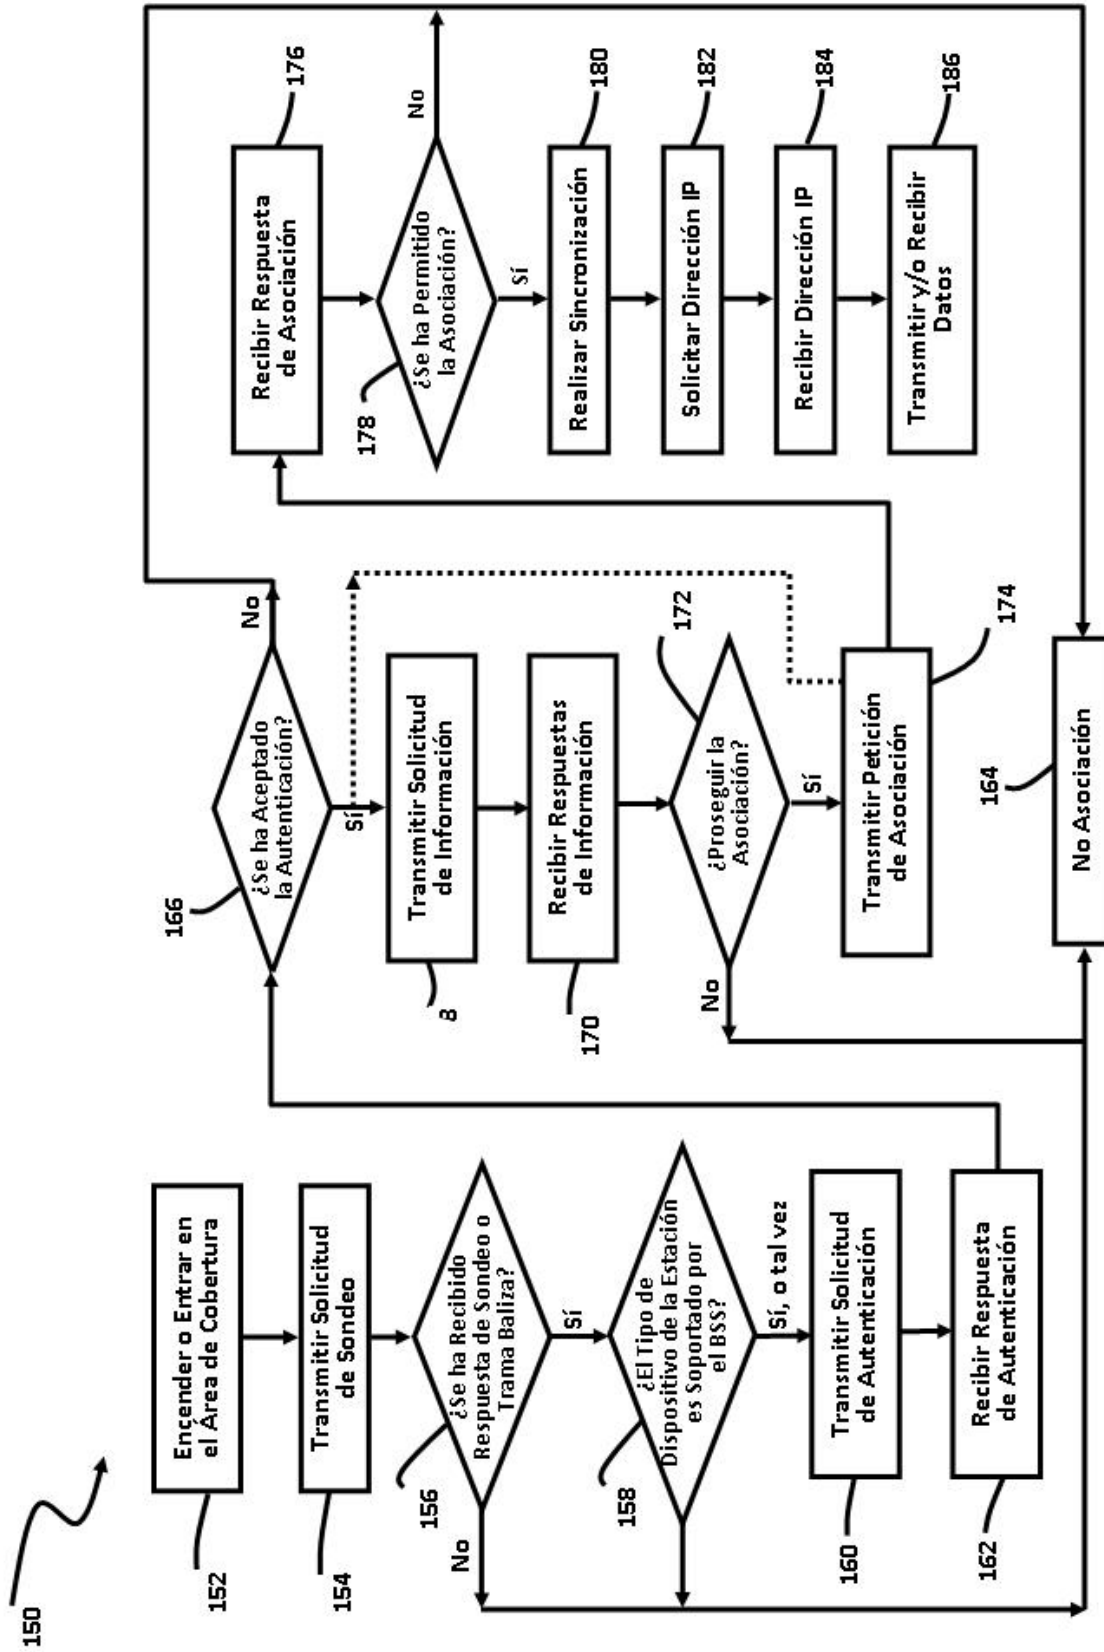 150
152
Encender o Entrar en
el Área de Cobertura
154
Transmitir Solicitud
de Sondeo
156
¿Se ha Recibido
Respuesta de Sondeo o
Trama Baliza?
No
Sí
158
¿El Tipo de
Dispositivo de la Estación
es Soportado por
el BSS?
Sí, o tal vez
160
Transmitir Solicitud
de Autenticación
162
Recibir Respuesta
de Autenticación
166
¿Se ha Aceptado
la Autenticación?
No
Sí
8
Transmitir Solicitud
de Información
170
Recibir Respuestas
de Información
172
¿Proseguir la
Asociación?
No
Sí
174
Transmitir Petición
de Asociación
164
No Asociación
176
Recibir Respuesta
de Asociación
178
¿Se ha Permitido
la Asociación?
No
Sí
180
Realizar Sincronización
182
Solicitar Dirección IP
184
Recibir Dirección IP
186
Transmitir y/o Recibir
Datos